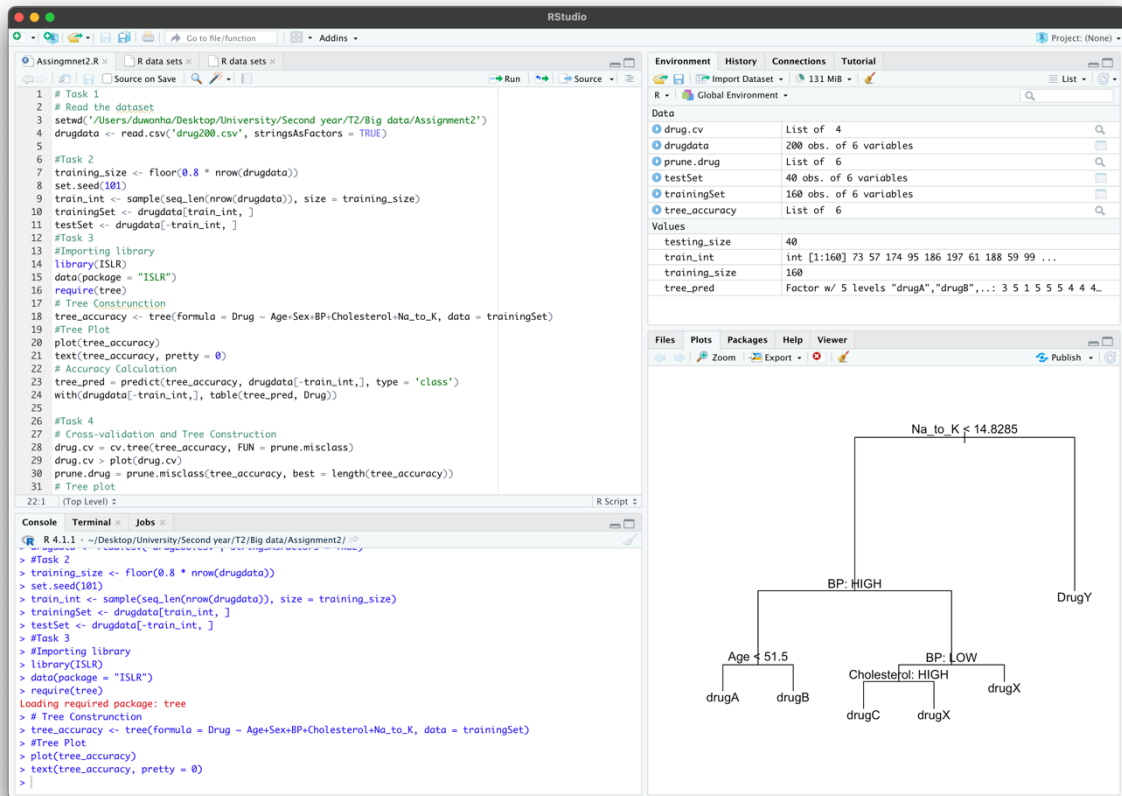 RStudio
Go to file/function
Addins
Project: (None)
Assingmnet2.R
R data sets
R data sets
Source on Save
Run
Source
1 # Task 1
2 # Read the dataset
3 setwd('/Users/duwonha/Desktop/University/Second year/T2/Big data/Assignment2')
4 drugdata <- read.csv('drug200.csv', stringsAsFactors = TRUE)
5
6 #Task 2
7 training_size <- floor(0.8 * nrow(drugdata))
8 set.seed(101)
9 train_int <- sample(seq_len(nrow(drugdata)), size = training_size)
10 trainingSet <- drugdata[train_int, ]
11 testSet <- drugdata[-train_int, ]
12 #Task 3
13 #Importing library
14 library(ISLR)
15 data(package = "ISLR")
16 require(tree)
17 # Tree Construnction
18 tree_accuracy <- tree(formula = Drug ~ Age+Sex+BP+Cholesterol+Na_to_K, data = trainingSet)
19 #Tree Plot
20 plot(tree_accuracy)
21 text(tree_accuracy, pretty = 0)
22 # Accuracy Calculation
23 tree_pred = predict(tree_accuracy, drugdata[-train_int,], type = 'class')
24 with(drugdata[-train_int,], table(tree_pred, Drug))
25
26 #Task 4
27 # Cross-validation and Tree Construction
28 drug.cv = cv.tree(tree_accuracy, FUN = prune.misclass)
29 drug.cv > plot(drug.cv)
30 prune.drug = prune.misclass(tree_accuracy, best = length(tree_accuracy))
31 # Tree plot
22:1 (Top Level)
R Script
Console Terminal Jobs
R 4.1.1 · ~/Desktop/University/Second year/T2/Big data/Assignment2/
> #Task 2
> training_size <- floor(0.8 * nrow(drugdata))
> set.seed(101)
> train_int <- sample(seq_len(nrow(drugdata)), size = training_size)
> trainingSet <- drugdata[train_int, ]
> testSet <- drugdata[-train_int, ]
> #Task 3
> #Importing library
> library(ISLR)
> data(package = "ISLR")
> require(tree)
Loading required package: tree
> # Tree Construnction
> tree_accuracy <- tree(formula = Drug ~ Age+Sex+BP+Cholesterol+Na_to_K, data = trainingSet)
> #Tree Plot
> plot(tree_accuracy)
> text(tree_accuracy, pretty = 0)
>
Environment History Connections Tutorial
Import Dataset
131 MiB
List
R
Global Environment
Data
drug.cv List of 4
drugdata 200 obs. of 6 variables
prune.drug List of 6
testSet 40 obs. of 6 variables
trainingSet 160 obs. of 6 variables
tree_accuracy List of 6
Values
testing_size 40
train_int int [1:160] 73 57 174 95 186 197 61 188 59 99 ...
training_size 160
tree_pred Factor w/ 5 levels "drugA","drugB",..: 3 5 1 5 5 5 4 4 4…
Files Plots Packages Help Viewer
Zoom
Export
Publish
Na_to_K < 14.8285
BP: HIGH
DrugY
Age < 51.5
BP: LOW
Cholesterol: HIGH
drugA
drugB
drugX
drugC
drugX